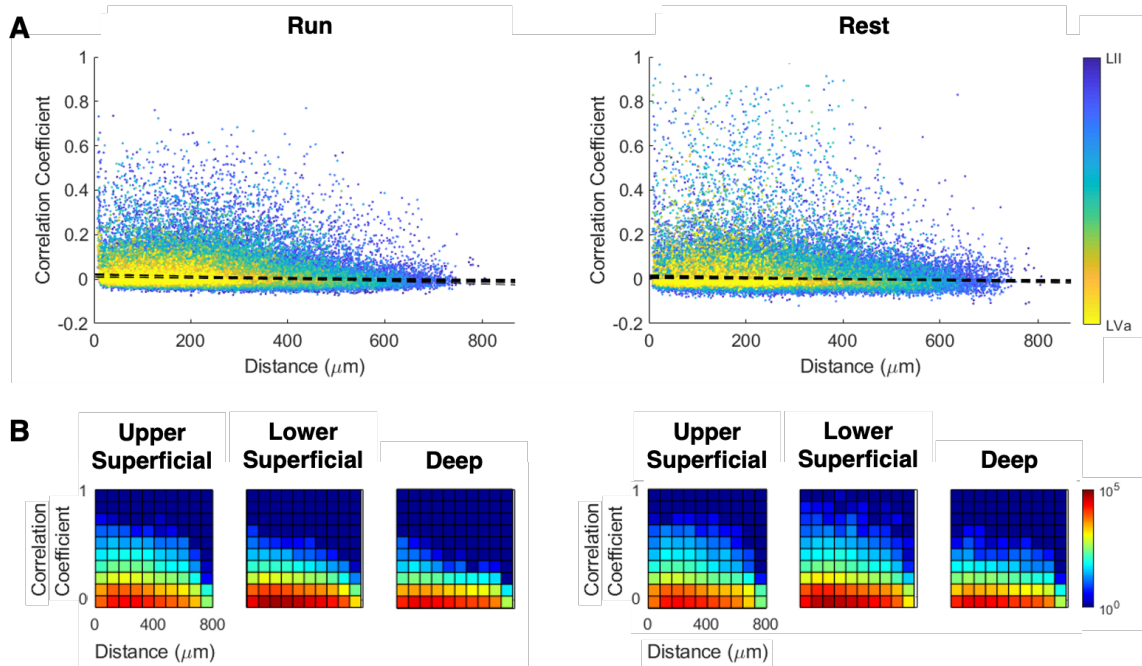 A
Run
Rest
Correlation Coefficient
1
0.8
0.6
0.4
0.2
0
-0.2
0
200
400
600
800
Distance (μm)
Correlation Coefficient
1
0.8
0.6
0.4
0.2
0
-0.2
0
200
400
600
800
Distance (μm)
LII
LVa
B
Upper
Superficial
Lower
Superficial
Deep
Upper
Superficial
Lower
Superficial
Deep
Correlation
Coefficient
1
0
0
400
800
Distance (μm)
Correlation
Coefficient
1
0
0
400
800
Distance (μm)
10⁵
10⁰